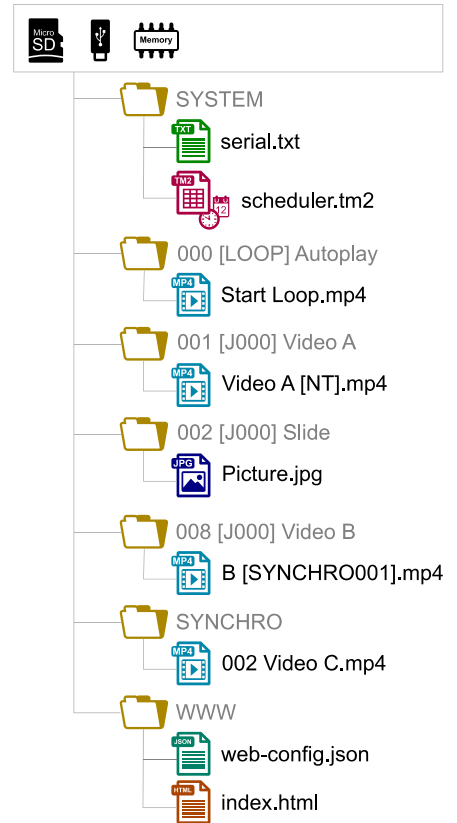 Micro
SD
Memory
SYSTEM
TXT
serial.txt
TM2
12
scheduler.tm2
000 [LOOP] Autoplay
MP4
Start Loop.mp4
001 [J000] Video A
MP4
Video A [NT].mp4
002 [J000] Slide
JPG
Picture.jpg
008 [J000] Video B
MP4
B [SYNCHRO001].mp4
SYNCHRO
MP4
002 Video C.mp4
WWW
JSON
web-config.json
HTML
index.html